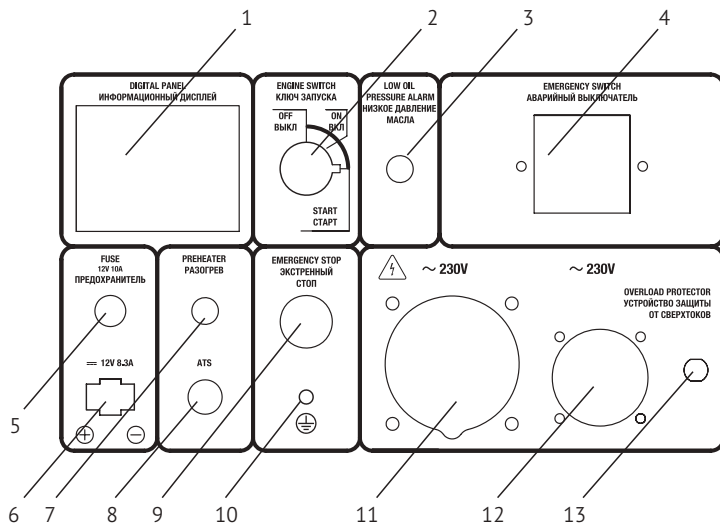 1
2
3
4
DIGITAL PANEL
ИНФОРМАЦИОННЫЙ ДИСПЛЕЙ
ENGINE SWITCH
КЛЮЧ ЗАПУСКА
OFF
ВЫКЛ
ON
ВКЛ
START
СТАРТ
LOW OIL
PRESSURE ALARM
НИЗКОЕ ДАВЛЕНИЕ
МАСЛА
EMERGENCY SWITCH
АВАРИЙНЫЙ ВЫКЛЮЧАТЕЛЬ
FUSE
12V 10A
ПРЕДОХРАНИТЕЛЬ
12V 8.3A
PREHEATER
РАЗОГРЕВ
ATS
EMERGENCY STOP
ЭКСТРЕННЫЙ
СТОП
~ 230V
~ 230V
OVERLOAD PROTECTOR
УСТРОЙСТВО ЗАЩИТЫ
ОТ СВЕРХТОКОВ
5
6
7
8
9
10
11
12
13